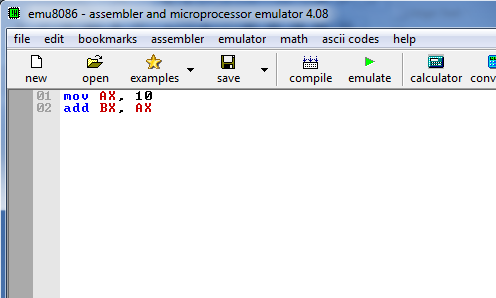 emu8086 - assembler and microprocessor emulator 4.08
file edit bookmarks assembler emulator math ascii codes help
new open examples save compile emulate calculator conv
01 mov AX, 10
02 add BX, AX